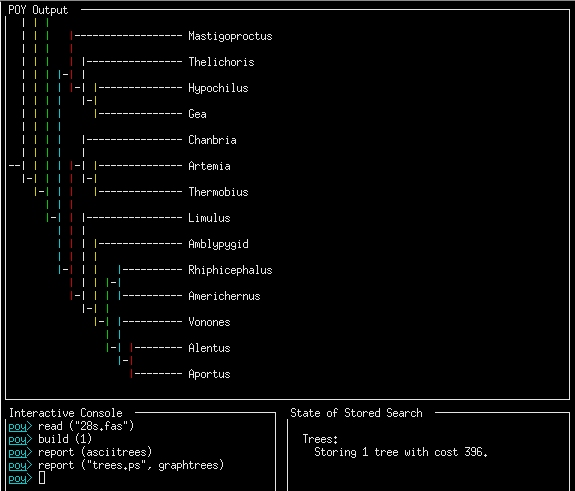 POY Output
Mastigoproctus
Thelichoris
Hypochilus
Gea
Chanbria
Artemia
Thermobius
Limulus
Amblypygid
Rhiphicephalus
Americhernus
Vonones
Alentus
Aportus
Interactive Console
poy> read ("28s.fas")
poy> build (1)
poy> report (asciitrees)
poy> report ("trees.ps", graphtrees)
poy>
State of Stored Search
Trees:
Storing 1 tree with cost 396.